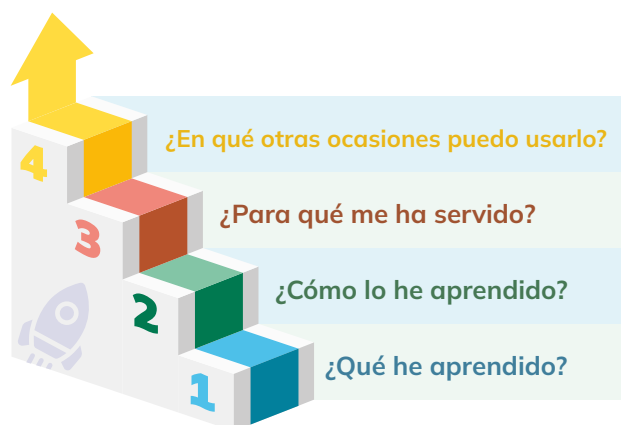 4 ¿En qué otras ocasiones puedo usarlo?
3 ¿Para qué me ha servido?
2 ¿Cómo lo he aprendido?
1 ¿Qué he aprendido?